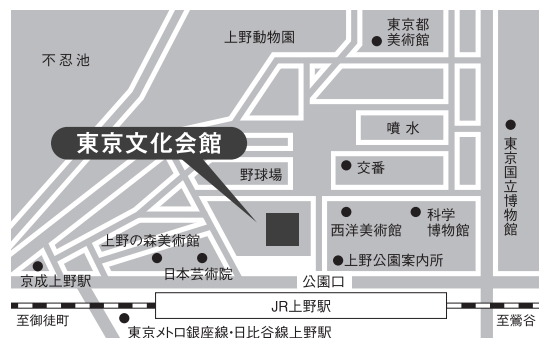 不忍池
上野動物園
東京都
美術館
東京文化会館
噴水
野球場
交番
東京国立博物館
西洋美術館
科学
博物館
上野の森美術館
日本芸術院
上野公園案内所
京成上野駅
公園口
JR上野駅
至御徒町
至鶯谷
東京メトロ銀座線・日比谷線上野駅